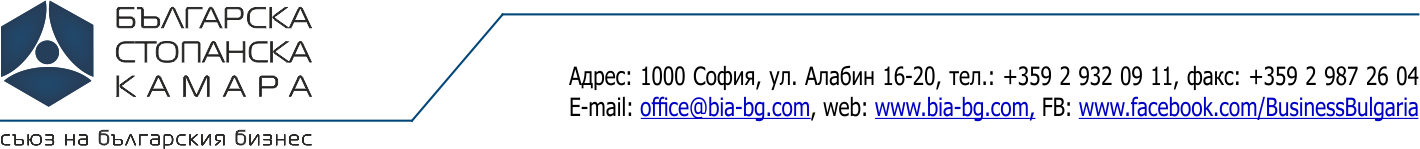 БЪЛГАРСКА
СТОПАНСКА
КАМАРА
съюз на българския бизнес
Адрес: 1000 София, ул. Алабин 16-20, тел.: +359 2 932 09 11, факс: +359 2 987 26 04
E-mail: office@bia-bg.com, web: www.bia-bg.com, FB: www.facebook.com/BusinessBulgaria